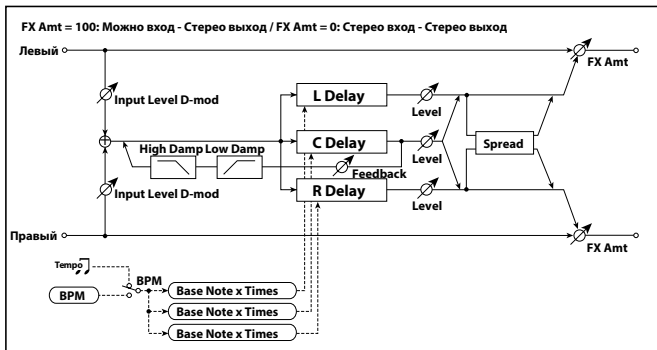 FX Amt = 100: Можно вход - Стерео выход / FX Amt = 0: Стерео вход - Стерео выход
Левый
FX Amt
Input Level D-mod
L Delay
Level
High Damp Low Damp
C Delay
Level
Spread
Feedback
Input Level D-mod
R Delay
Level
Правый
FX Amt
Tempo
BPM
BPM
Base Note x Times
Base Note x Times
Base Note x Times